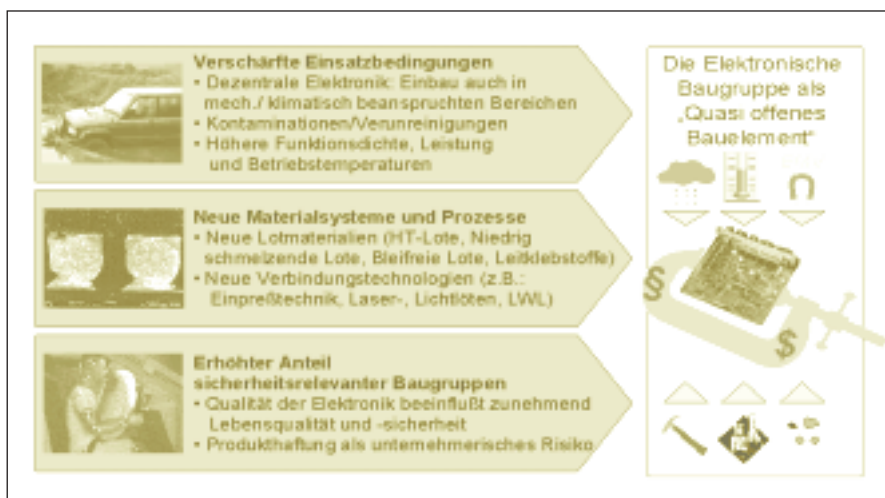 Verschärfte Einsatzbedingungen
• Dezentrale Elektronik: Einbau auch in
mech./ klimatisch beanspruchten Bereichen
• Kontaminationen/Verunreinigungen
• Höhere Funktionsdichte, Leistung
und Betriebstemperaturen
Neue Materialsysteme und Prozesse
• Neue Lotmaterialien (HT-Lote, Niedrig
schmelzende Lote, Bleifreie Lote, Leitklebstoffe)
• Neue Verbindungstechnologien (z.B.:
Einpreßtechnik, Laser-, Lichtlöten, LWL)
Erhöhter Anteil
sicherheitsrelevanter Baugruppen
• Qualität der Elektronik beeinflußt zunehmend
Lebensqualität und -sicherheit
• Produkthaftung als unternehmerisches Risiko
Die Elektronische
Baugruppe als
„Quasi offenes
Bauelement“
§
$